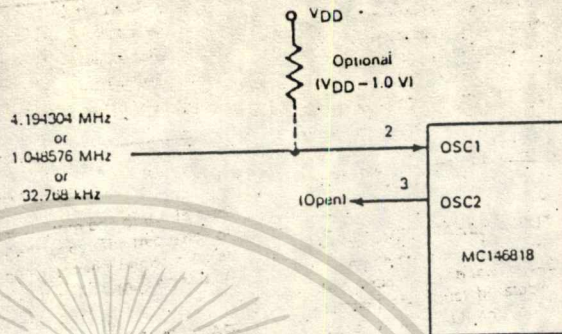 VDD
Optional
(VDD – 1.0 V)
4.194304 MHz
or
1.048576 MHz
or
32.768 kHz
2
OSC1
3
(Open)
OSC2
MC146818